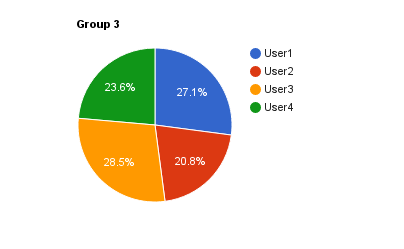 Group 3
User1
User2
User3
User4
23.6%
27.1%
28.5%
20.8%